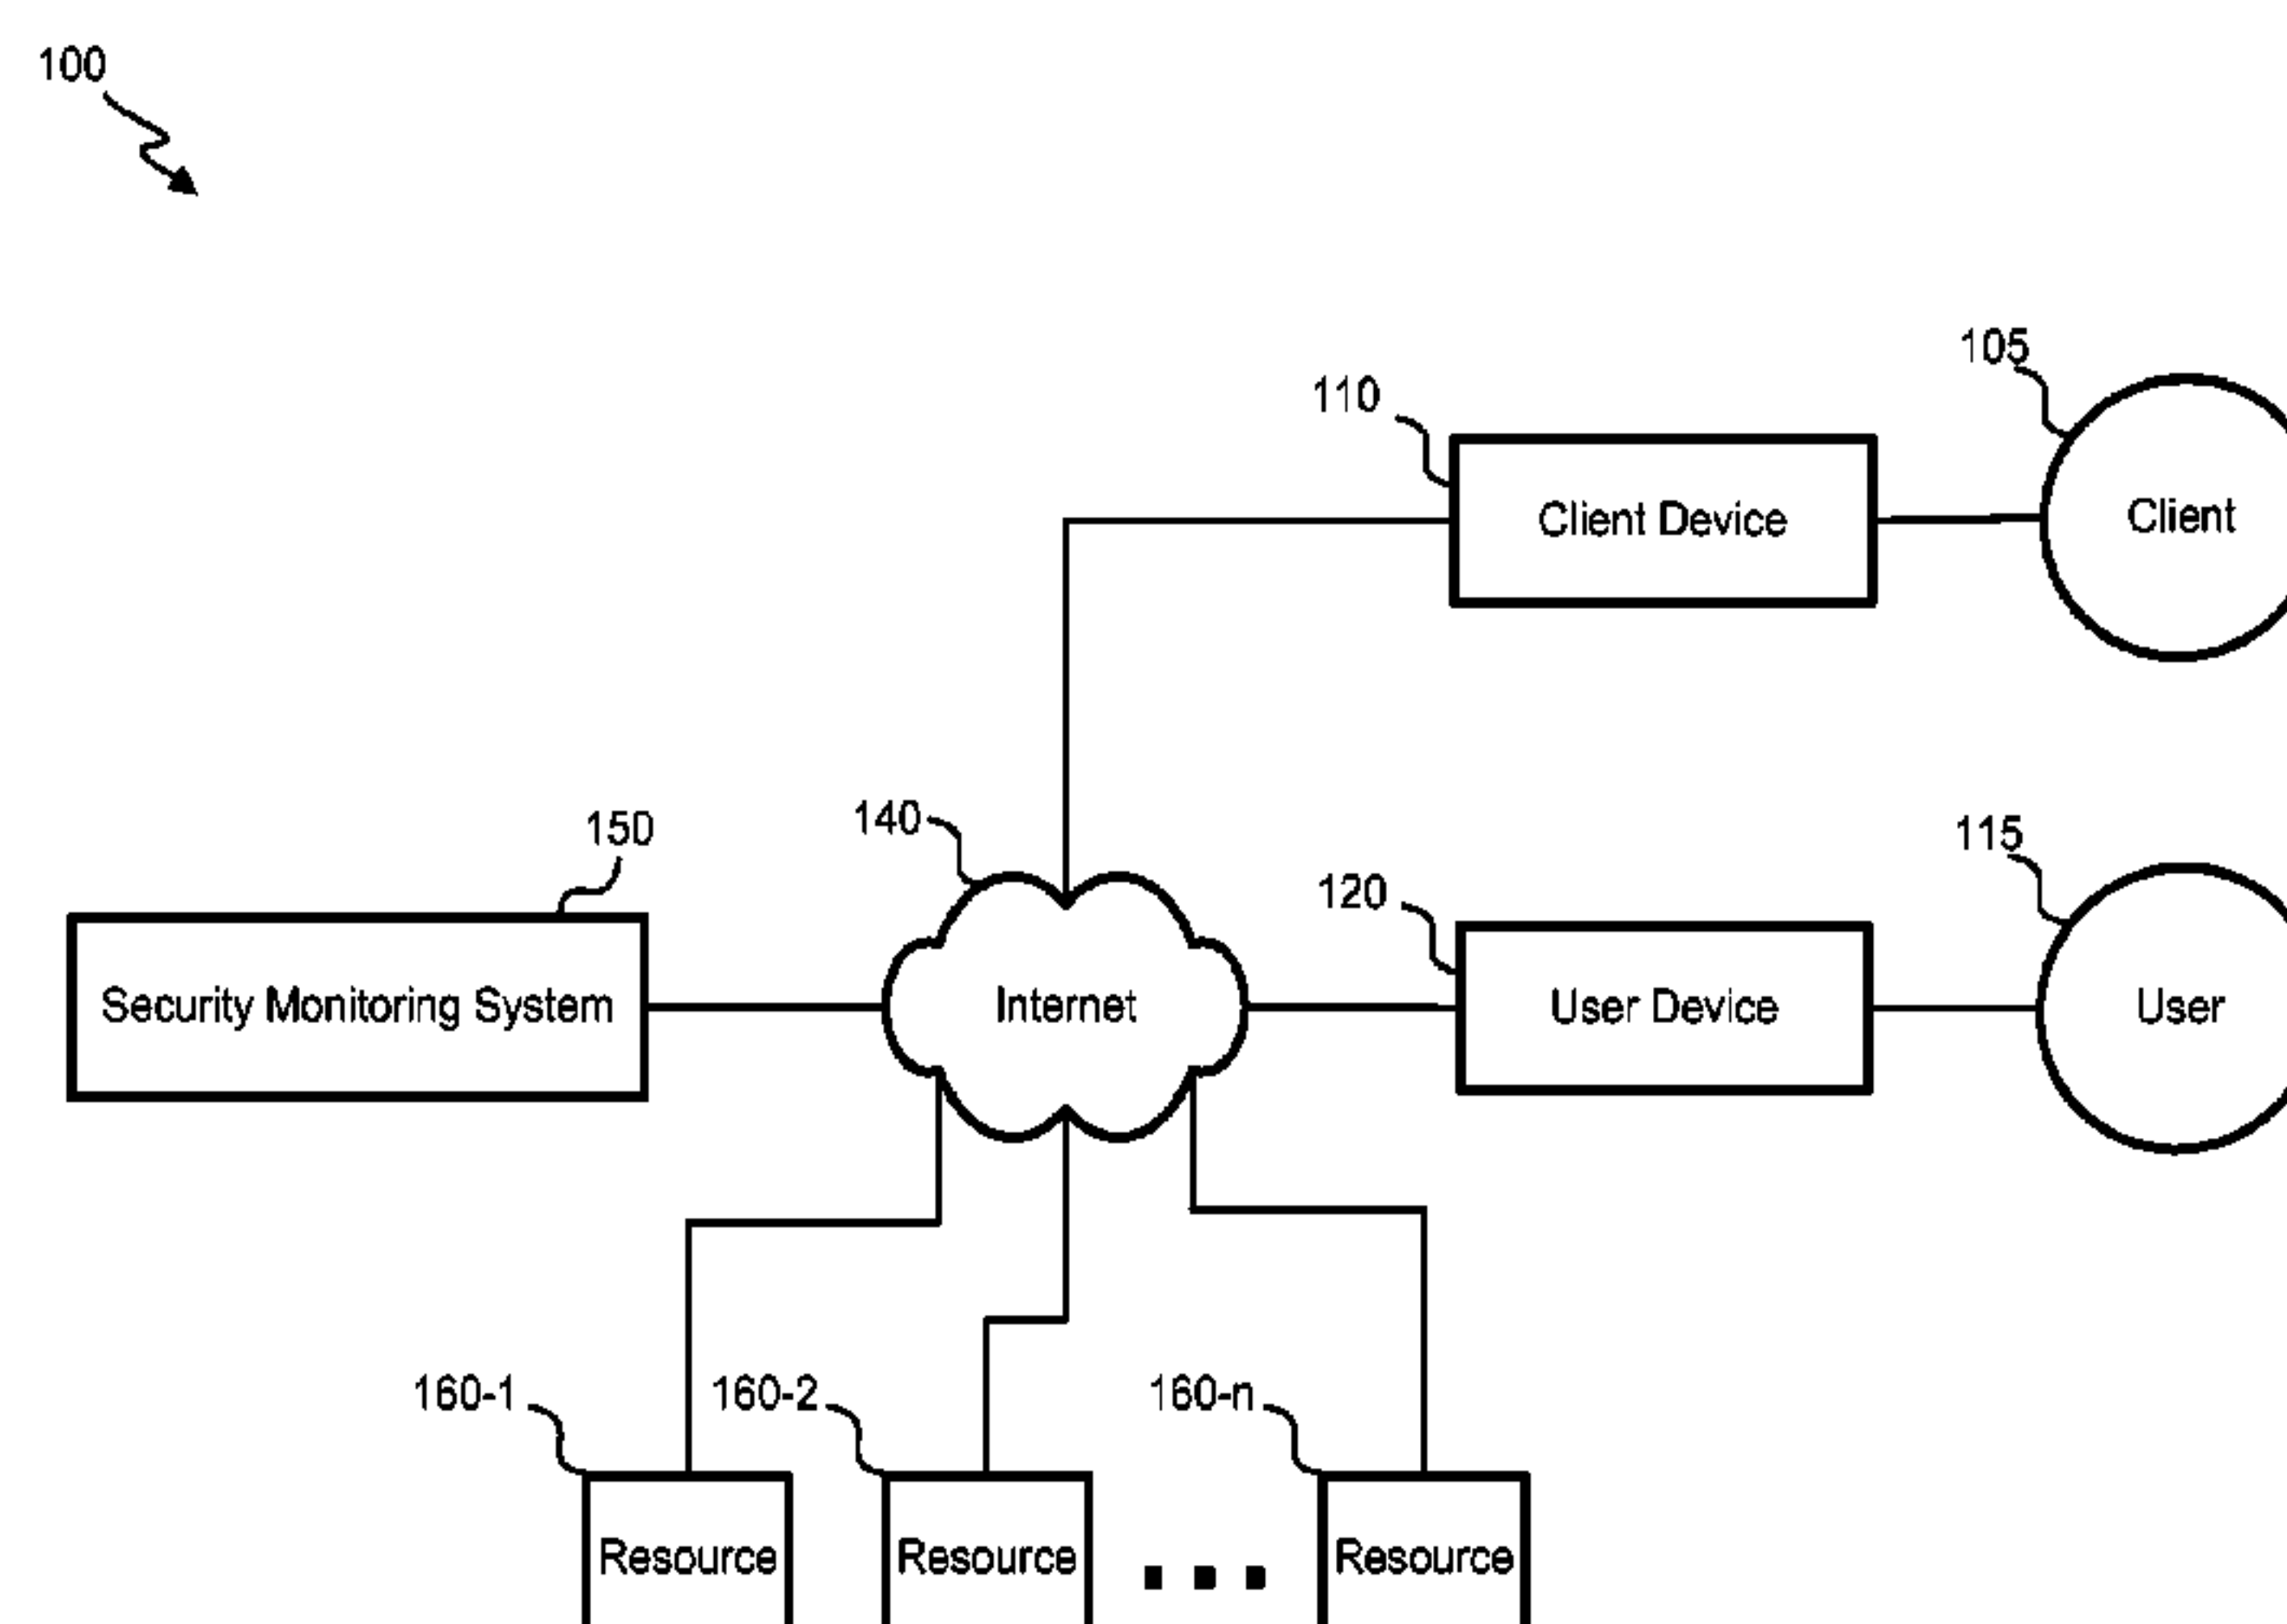 100
105
110
Client Device
Client
150
140
115
120
Security Monitoring System
Internet
User Device
User
160-1
160-2
160-n
Resource
Resource
Resource